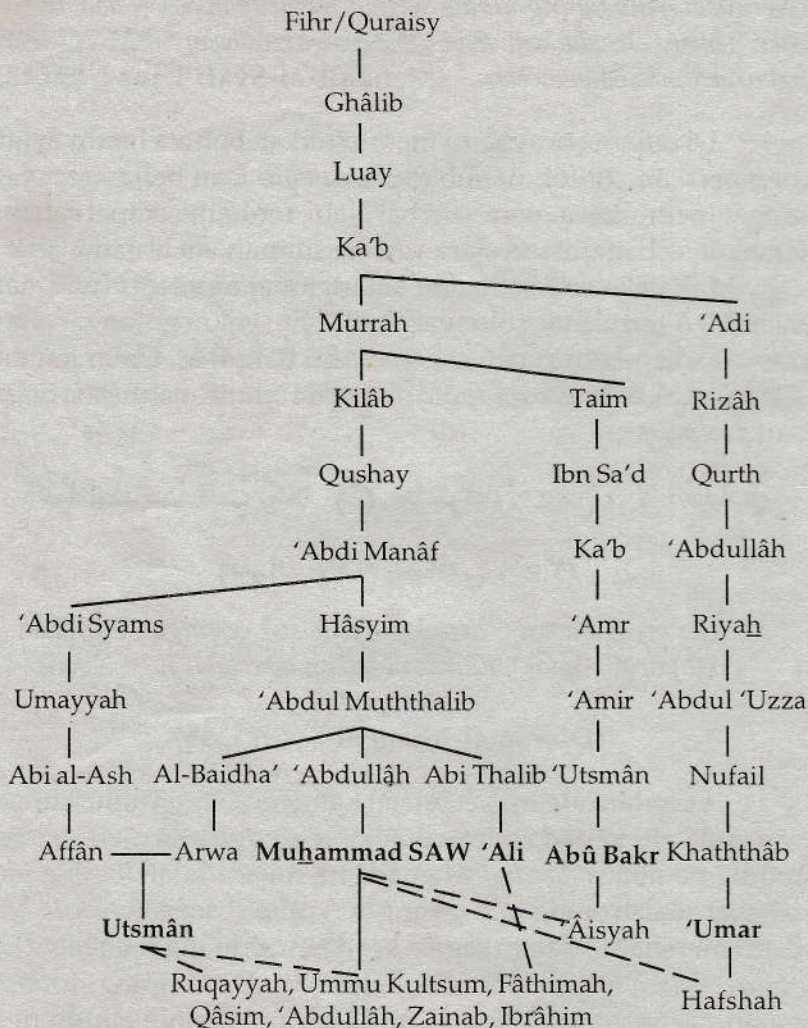 Fihr/Quraisy
Ghâlib
Luay
Ka'b
Murrah 'Adi
Kilâb Taim Rizâh
Qushay Ibn Sa'd Qurth
'Abdi Manâf Ka'b 'Abdullâh
'Abdi Syams Hâsyim 'Amr Riyah
Umayyah 'Abdul Muththalib 'Amir 'Abdul 'Uzza
Abi al-Ash Al-Baidha' 'Abdullâh Abi Thalib 'Utsmân Nufail
Affân Arwa Muhammad SAW 'Ali Abû Bakr Khaththâb
Utsmân 'Âisyah 'Umar
Ruqayyah, Ummu Kultsum, Fâthimah,
Hafshah
Qâsim, 'Abdullâh, Zainab, Ibrâhim